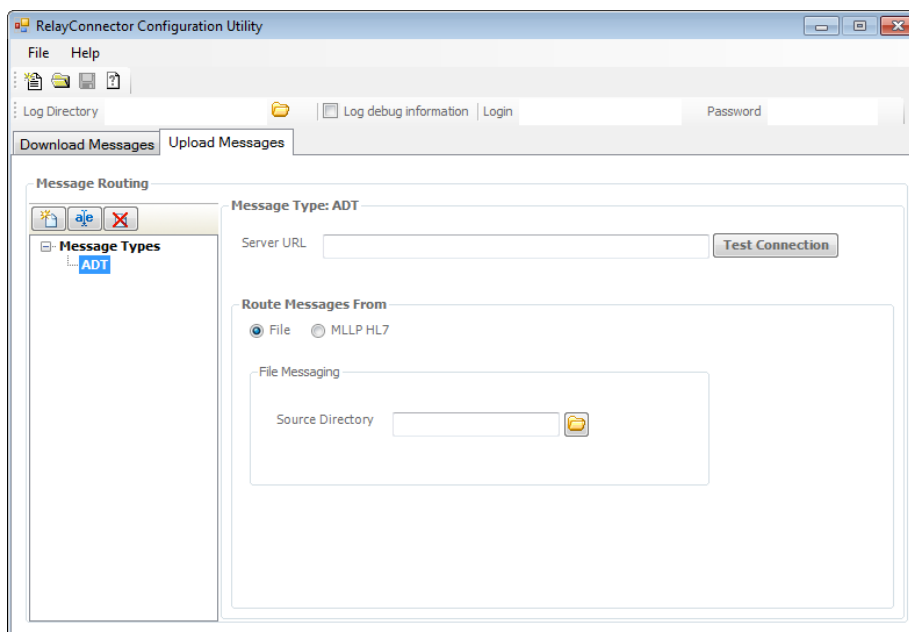 RelayConnector Configuration Utility
File Help
Log Directory Log debug information Login Password
Download Messages Upload Messages
Message Routing
Message Type: ADT
aje
Message Types
ADT
Server URL Test Connection
Route Messages From
File MLLP HL7
File Messaging
Source Directory